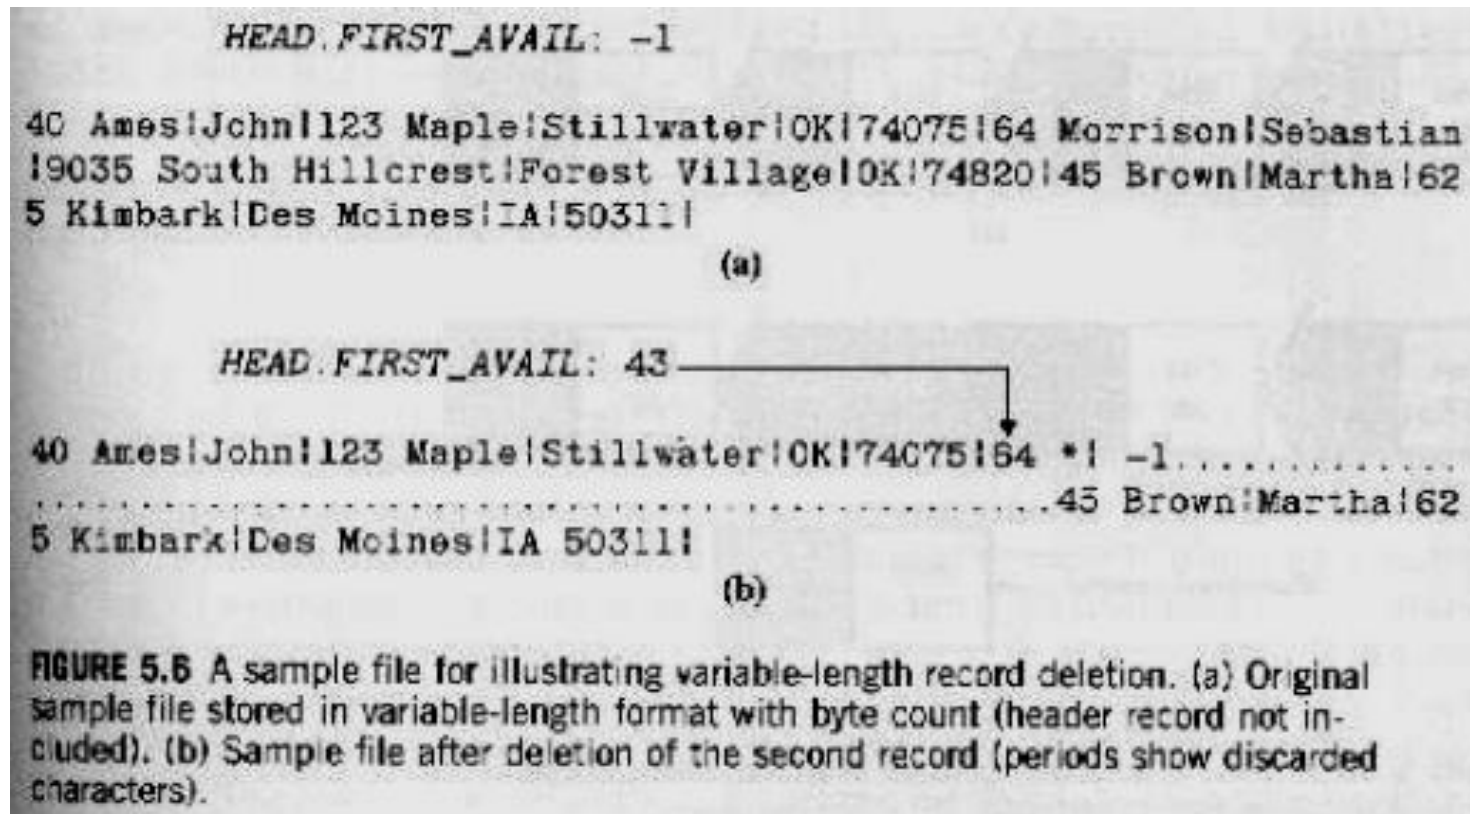 HEAD.FIRST_AVAIL: -1
40 Ames|John|123 Maple|Stillwater|OK|74075|64 Morrison|Sebastian
|9035 South Hillcrest|Forest Village|OK|74820|45 Brown|Martha|62
5 Kimbark|Des Moines|IA|50311|
(a)
HEAD.FIRST_AVAIL: 43
40 Ames|John|123 Maple|Stillwater|OK|74075|64 *| -1.............
.................................................45 Brown|Martha|62
5 Kimbark|Des Moines|IA 50311|
(b)
FIGURE 5.6 A sample file for illustrating variable-length record deletion. (a) Original
sample file stored in variable-length format with byte count (header record not in-
cluded). (b) Sample file after deletion of the second record (periods show discarded
characters).